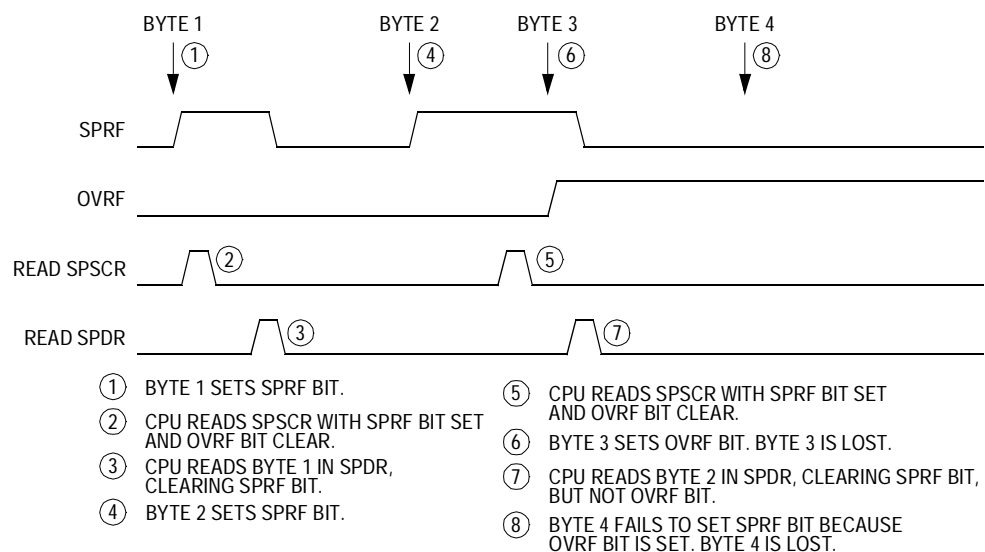 BYTE 1 BYTE 2 BYTE 3 BYTE 4
1 4 6 8
SPRF
OVRF
READ SPSCR 2 5
READ SPDR 3 7
1 BYTE 1 SETS SPRF BIT.
2 CPU READS SPSCR WITH SPRF BIT SET
AND OVRF BIT CLEAR.
3 CPU READS BYTE 1 IN SPDR,
CLEARING SPRF BIT.
4 BYTE 2 SETS SPRF BIT.
5 CPU READS SPSCR WITH SPRF BIT SET
AND OVRF BIT CLEAR.
6 BYTE 3 SETS OVRF BIT. BYTE 3 IS LOST.
7 CPU READS BYTE 2 IN SPDR, CLEARING SPRF BIT,
BUT NOT OVRF BIT.
8 BYTE 4 FAILS TO SET SPRF BIT BECAUSE
OVRF BIT IS SET. BYTE 4 IS LOST.